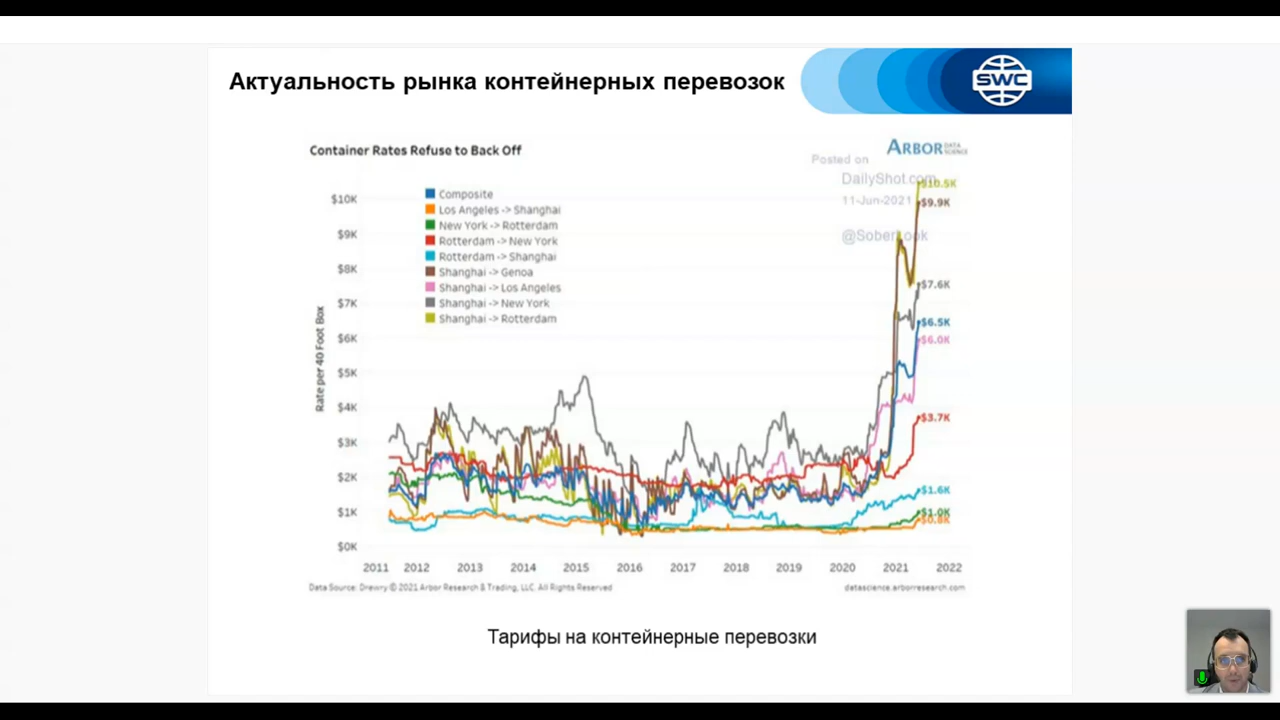 Актуальность рынка контейнерных перевозок
SWC
Container Rates Refuse to Back Off
ARBOR DATA SCIENCE
Posted on
DailyShot.com
11-Jun-2021
@SoberLook
Composite
Los Angeles -> Shanghai
New York -> Rotterdam
Rotterdam -> New York
Rotterdam -> Shanghai
Shanghai -> Genoa
Shanghai -> Los Angeles
Shanghai -> New York
Shanghai -> Rotterdam
Rate per 40 Foot Box
$10K
$9K
$8K
$7K
$6K
$5K
$4K
$3K
$2K
$1K
$0K
$10.5K
$9.9K
$7.6K
$6.5K
$6.0K
$3.7K
$1.6K
$1.0K
$0.8K
2011 2012 2013 2014 2015 2016 2017 2018 2019 2020 2021 2022
Data Source: Drewry © 2021 Arbor Research & Trading, LLC. All Rights Reserved
datascience.arborresearch.com
Тарифы на контейнерные перевозки